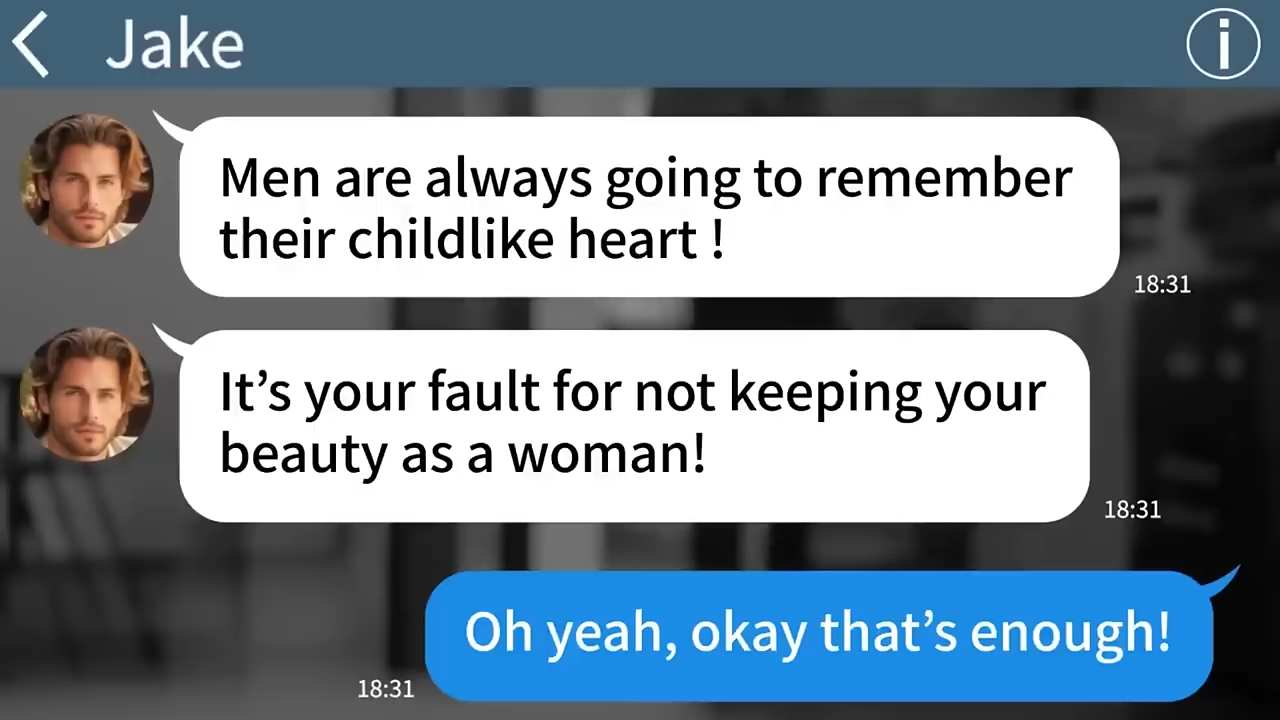 Jake
Men are always going to remember
their childlike heart !
18:31
It’s your fault for not keeping your
beauty as a woman!
18:31
Oh yeah, okay that’s enough!
18:31